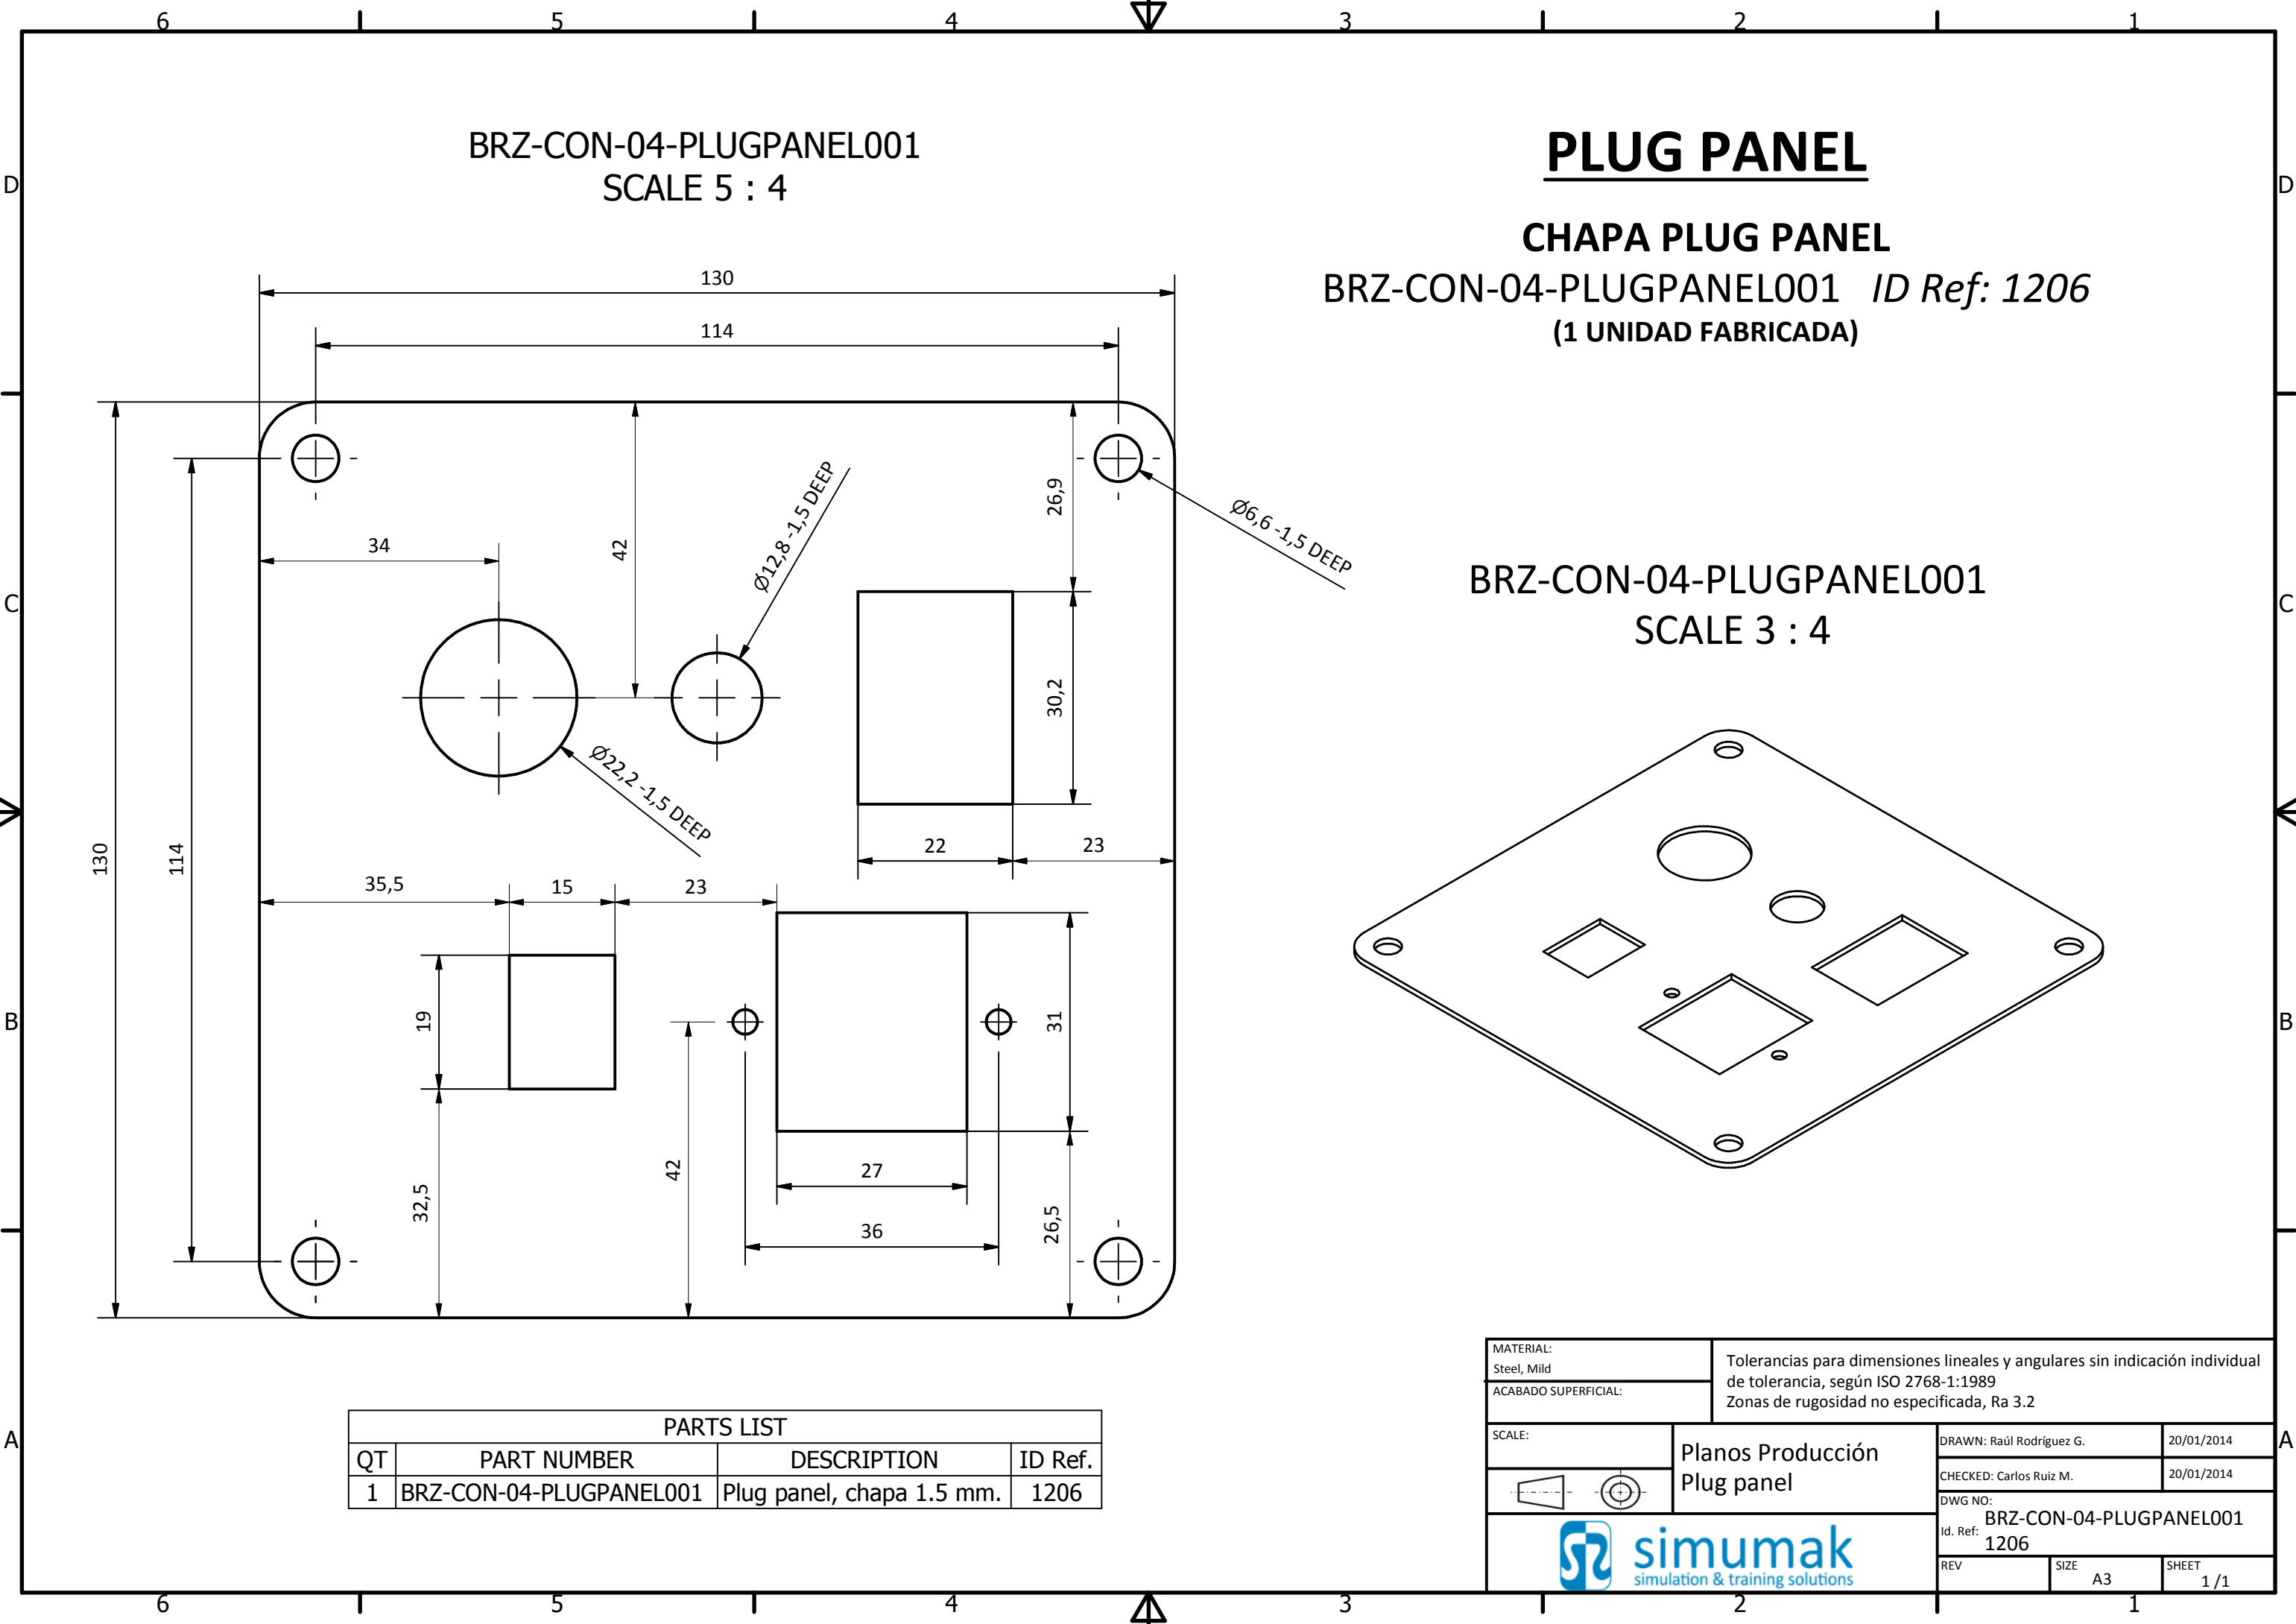 6 5 4 3 2 1
BRZ-CON-04-PLUGPANEL001
SCALE 5 : 4
PLUG PANEL
CHAPA PLUG PANEL
BRZ-CON-04-PLUGPANEL001 ID Ref: 1206
(1 UNIDAD FABRICADA)
D D
130
114
26,9
34
42
Ø12,8 -1,5 DEEP
Ø6,6 -1,5 DEEP
BRZ-CON-04-PLUGPANEL001
SCALE 3 : 4
C C
30,2
Ø22,2 -1,5 DEEP
22
23
130
114
35,5
15
23
19
31
B B
42
27
32,5
36
26,5
PARTS LIST
QT PART NUMBER DESCRIPTION ID Ref.
1 BRZ-CON-04-PLUGPANEL001 Plug panel, chapa 1.5 mm. 1206
A A
MATERIAL:
Steel, Mild
ACABADO SUPERFICIAL:
Tolerancias para dimensiones lineales y angulares sin indicación individual
de tolerancia, según ISO 2768-1:1989
Zonas de rugosidad no especificada, Ra 3.2
SCALE:
Planos Producción
Plug panel
DRAWN: Raúl Rodríguez G. 20/01/2014
CHECKED: Carlos Ruiz M. 20/01/2014
DWG NO:
BRZ-CON-04-PLUGPANEL001
Id. Ref: 1206
simumak
simulation & training solutions
REV
SIZE
A3
SHEET
1 /1
6 5 4 3 2 1